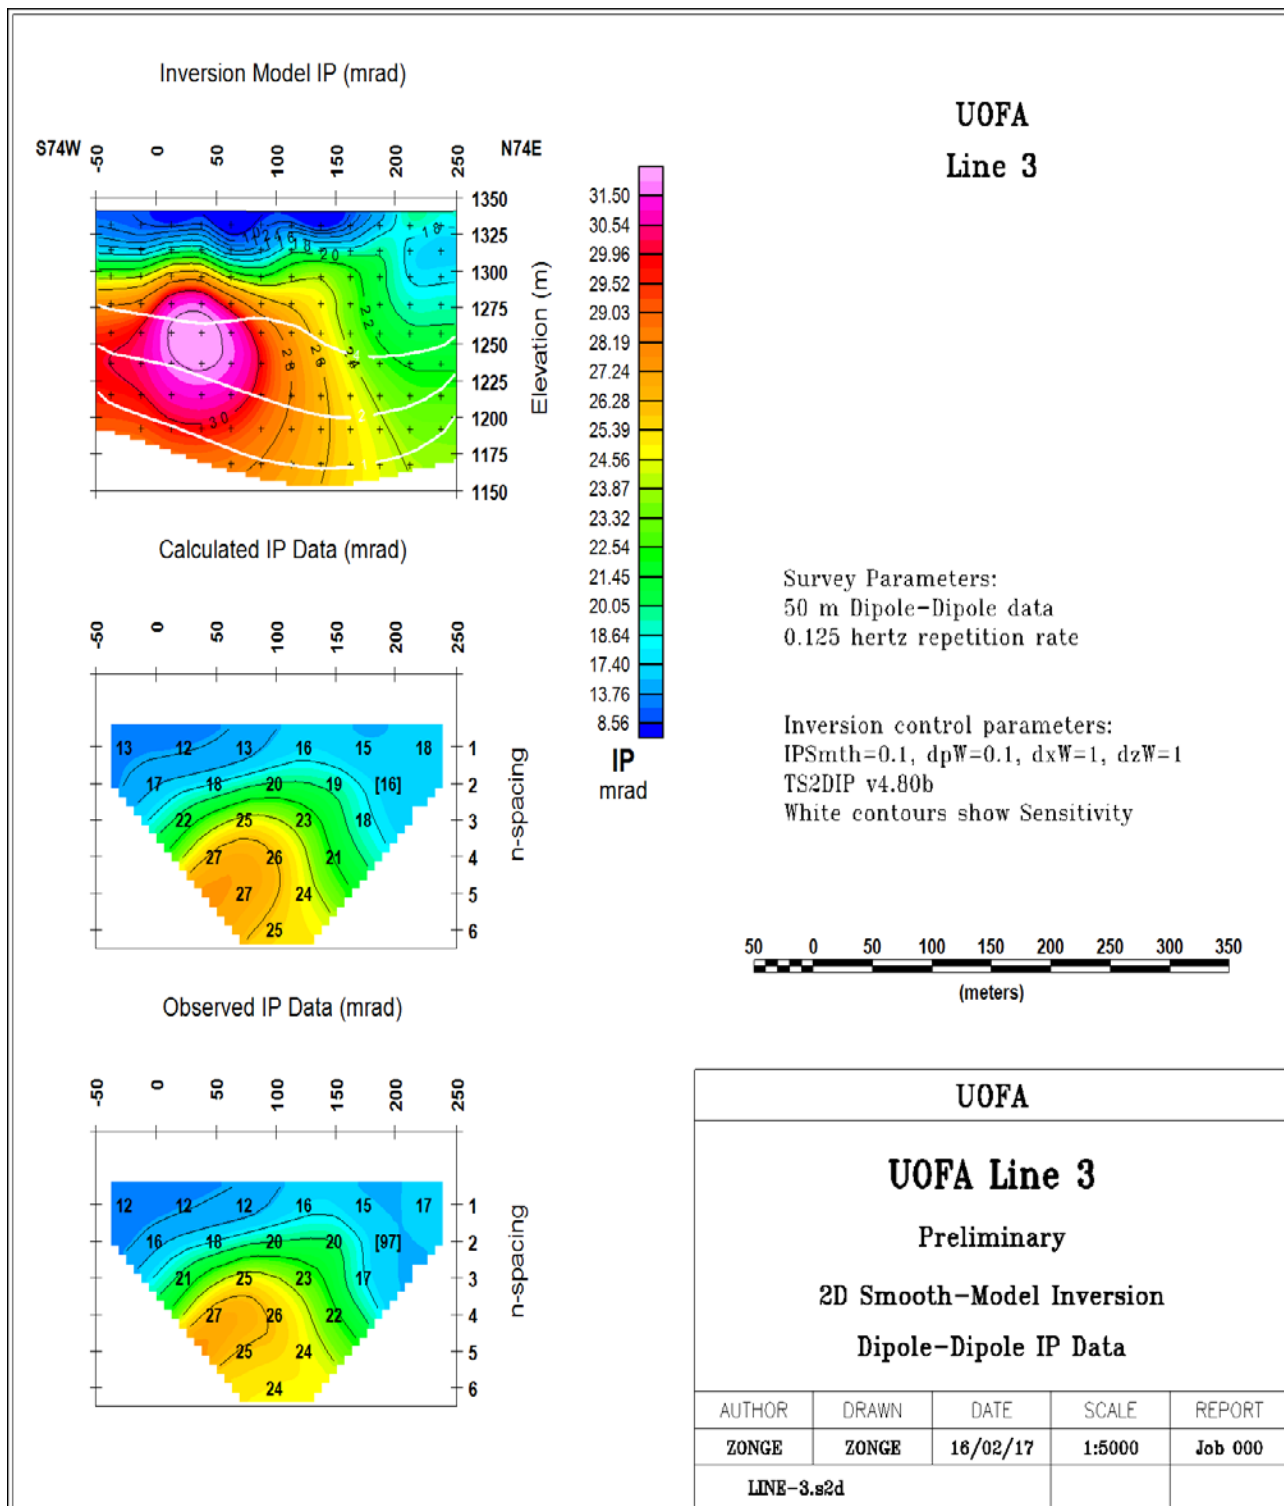 Inversion Model IP (mrad)
S74W -50 0 50 100 150 200 250 N74E
1350
1325
1300
1275
1250
1225
1200
1175
1150
Elevation (m)
16 18 20
18
22
24
26
28
30
2
1
31.50
30.54
29.96
29.52
29.03
28.19
27.24
26.28
25.39
24.56
23.87
23.32
22.54
21.45
20.05
18.64
17.40
13.76
8.56
IP
mrad
Calculated IP Data (mrad)
-50 0 50 100 150 200 250
13 12 13 16 15 18 1
17 18 20 19 [16] 2
22 25 23 18 3
27 26 21 4
27 24 5
25 6
n-spacing
Observed IP Data (mrad)
-50 0 50 100 150 200 250
12 12 12 16 15 17 1
16 18 20 20 [97] 2
21 25 23 17 3
27 26 22 4
25 24 5
24 6
n-spacing
UOFA
Line 3
Survey Parameters:
50 m Dipole-Dipole data
0.125 hertz repetition rate
Inversion control parameters:
IPSmth=0.1, dpW=0.1, dxW=1, dzW=1
TS2DIP v4.80b
White contours show Sensitivity
50 0 50 100 150 200 250 300 350
(meters)
UOFA
UOFA Line 3
Preliminary
2D Smooth-Model Inversion
Dipole-Dipole IP Data
AUTHOR DRAWN DATE SCALE REPORT
ZONGE ZONGE 16/02/17 1:5000 Job 000
LINE-3.s2d